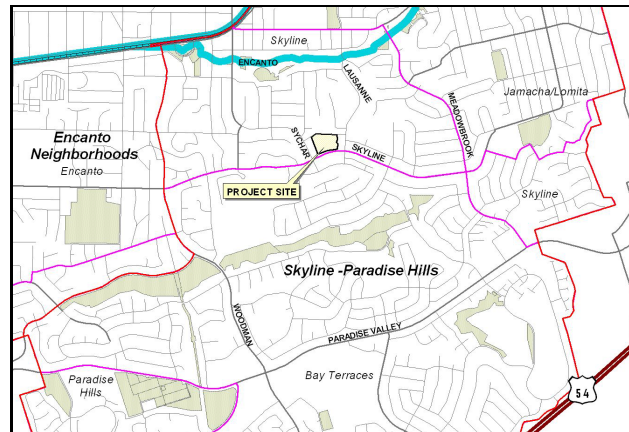 Skyline
ENCANTO
LAUSANNE
MEADOWBROOK
Jamacha/Lomita
Encanto
Neighborhoods
Encanto
SYCHAR
SKYLINE
PROJECT SITE
Skyline
Skyline -Paradise Hills
WOODMAN
PARADISE VALLEY
Paradise
Hills
Bay Terraces
54